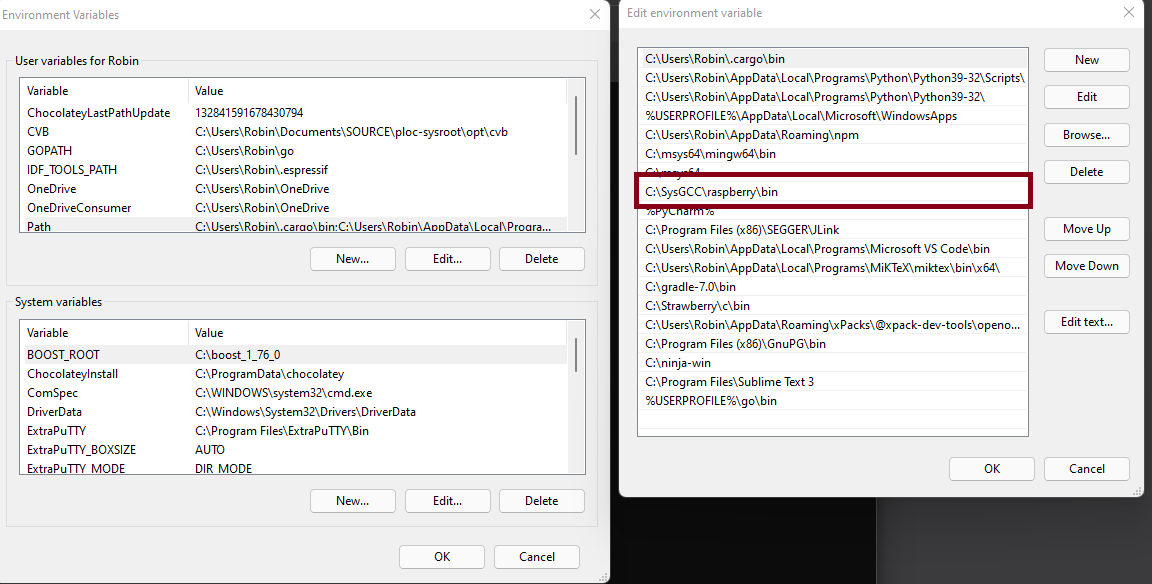 Environment Variables
User variables for Robin
Variable Value
ChocolateyLastPathUpdate 132841591678430794
CVB C:\Users\Robin\Documents\SOURCE\ploc-sysroot\opt\cvb
GOPATH C:\Users\Robin\go
IDF_TOOLS_PATH C:\Users\Robin\.espressif
OneDrive C:\Users\Robin\OneDrive
OneDriveConsumer C:\Users\Robin\OneDrive
Path C:\Users\Robin\.cargo\bin;C:\Users\Robin\AppData\Local\Progra...
New... Edit... Delete
System variables
Variable Value
BOOST_ROOT C:\boost_1_76_0
ChocolateyInstall C:\ProgramData\chocolatey
ComSpec C:\WINDOWS\system32\cmd.exe
DriverData C:\Windows\System32\Drivers\DriverData
ExtraPuTTY C:\Program Files\ExtraPuTTY\Bin
ExtraPuTTY_BOXSIZE AUTO
ExtraPuTTY_MODE DIR_MODE
New... Edit... Delete
OK Cancel
Edit environment variable
C:\Users\Robin\.cargo\bin
C:\Users\Robin\AppData\Local\Programs\Python\Python39-32\Scripts\
C:\Users\Robin\AppData\Local\Programs\Python\Python39-32\
%USERPROFILE%\AppData\Local\Microsoft\WindowsApps
C:\Users\Robin\AppData\Roaming\npm
C:\msys64\mingw64\bin
C:\msys64
C:\SysGCC\raspberry\bin
%PyCharm%
C:\Program Files (x86)\SEGGER\JLink
C:\Users\Robin\AppData\Local\Programs\Microsoft VS Code\bin
C:\Users\Robin\AppData\Local\Programs\MiKTeX\miktex\bin\x64\
C:\gradle-7.0\bin
C:\Strawberry\c\bin
C:\Users\Robin\AppData\Roaming\xPacks\@xpack-dev-tools\openo...
C:\Program Files (x86)\GnuPG\bin
C:\ninja-win
C:\Program Files\Sublime Text 3
%USERPROFILE%\go\bin
New
Edit
Browse...
Delete
Move Up
Move Down
Edit text...
OK Cancel